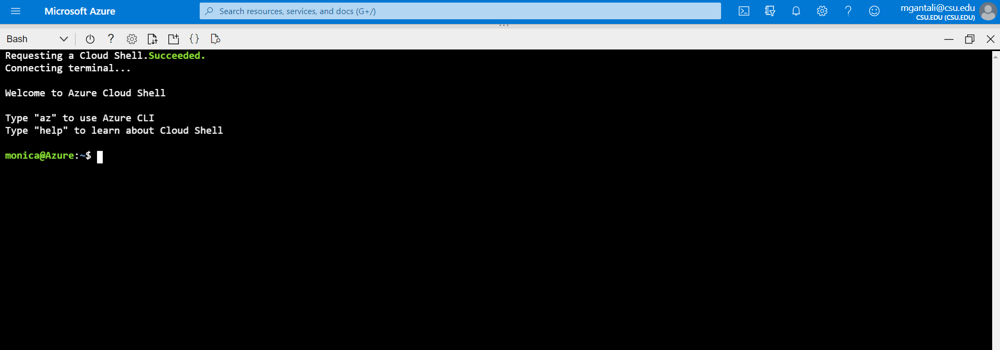 Microsoft Azure
Search resources, services, and docs (G+/)
mgantali@csu.edu
CSU.EDU (CSU.EDU)
Bash
Requesting a Cloud Shell.Succeeded.
Connecting terminal...
Welcome to Azure Cloud Shell
Type "az" to use Azure CLI
Type "help" to learn about Cloud Shell
monica@Azure:~$